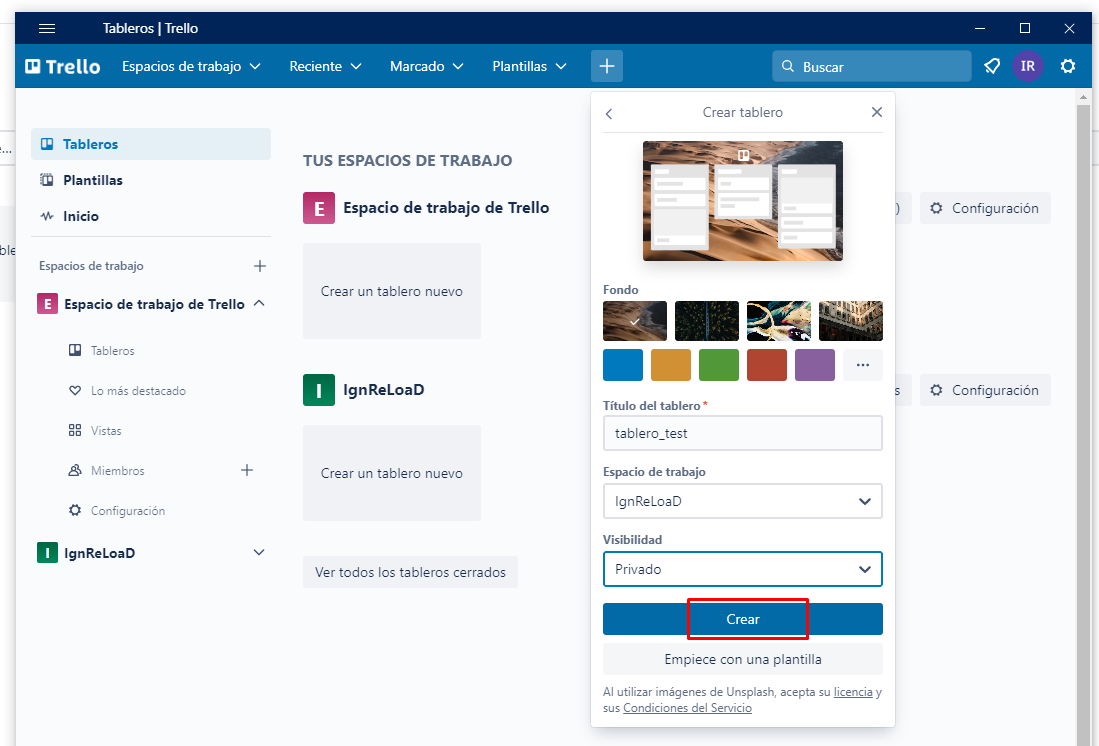 Tableros | Trello
Trello
Espacios de trabajo
Reciente
Marcado
Plantillas
Buscar
IR
Tableros
Plantillas
Inicio
Espacios de trabajo
E
Espacio de trabajo de Trello
Tableros
Lo más destacado
Vistas
Miembros
Configuración
I
IgnReLoaD
TUS ESPACIOS DE TRABAJO
E
Espacio de trabajo de Trello
Configuración
Crear un tablero nuevo
I
IgnReLoaD
Configuración
Crear un tablero nuevo
Ver todos los tableros cerrados
Crear tablero
Fondo
Título del tablero*
tablero_test
Espacio de trabajo
IgnReLoaD
Visibilidad
Privado
Crear
Empiece con una plantilla
Al utilizar imágenes de Unsplash, acepta su licencia y
sus Condiciones del Servicio